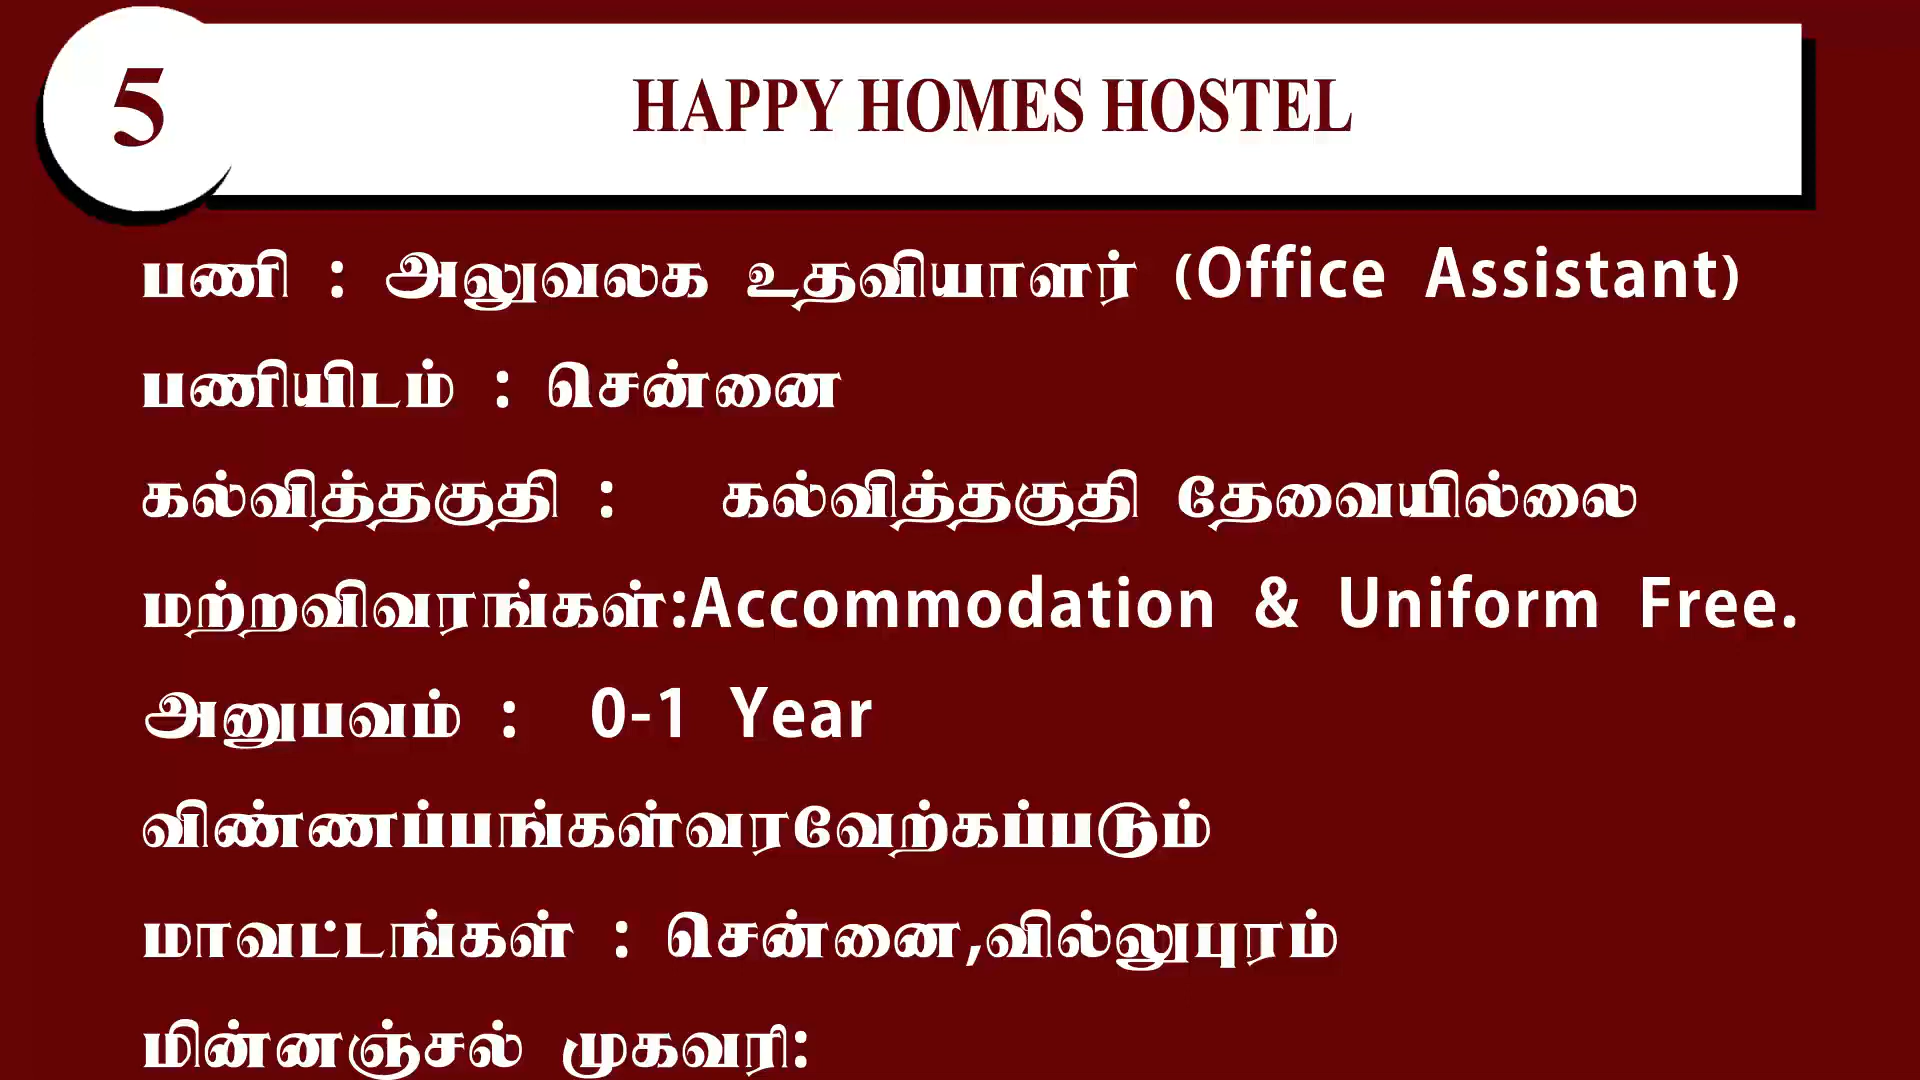 5
HAPPY HOMES HOSTEL
பணி : அலுவலக உதவியாளர் (Office Assistant)
பணியிடம் : சென்னை
கல்வித்தகுதி : கல்வித்தகுதி தேவையில்லை
மற்றவிவரங்கள்:Accommodation & Uniform Free.
அனுபவம் : 0-1 Year
விண்ணப்பங்கள்வரவேற்கப்படும்
மாவட்டங்கள் : சென்னை,வில்லுபுரம்
மின்னஞ்சல் முகவரி: